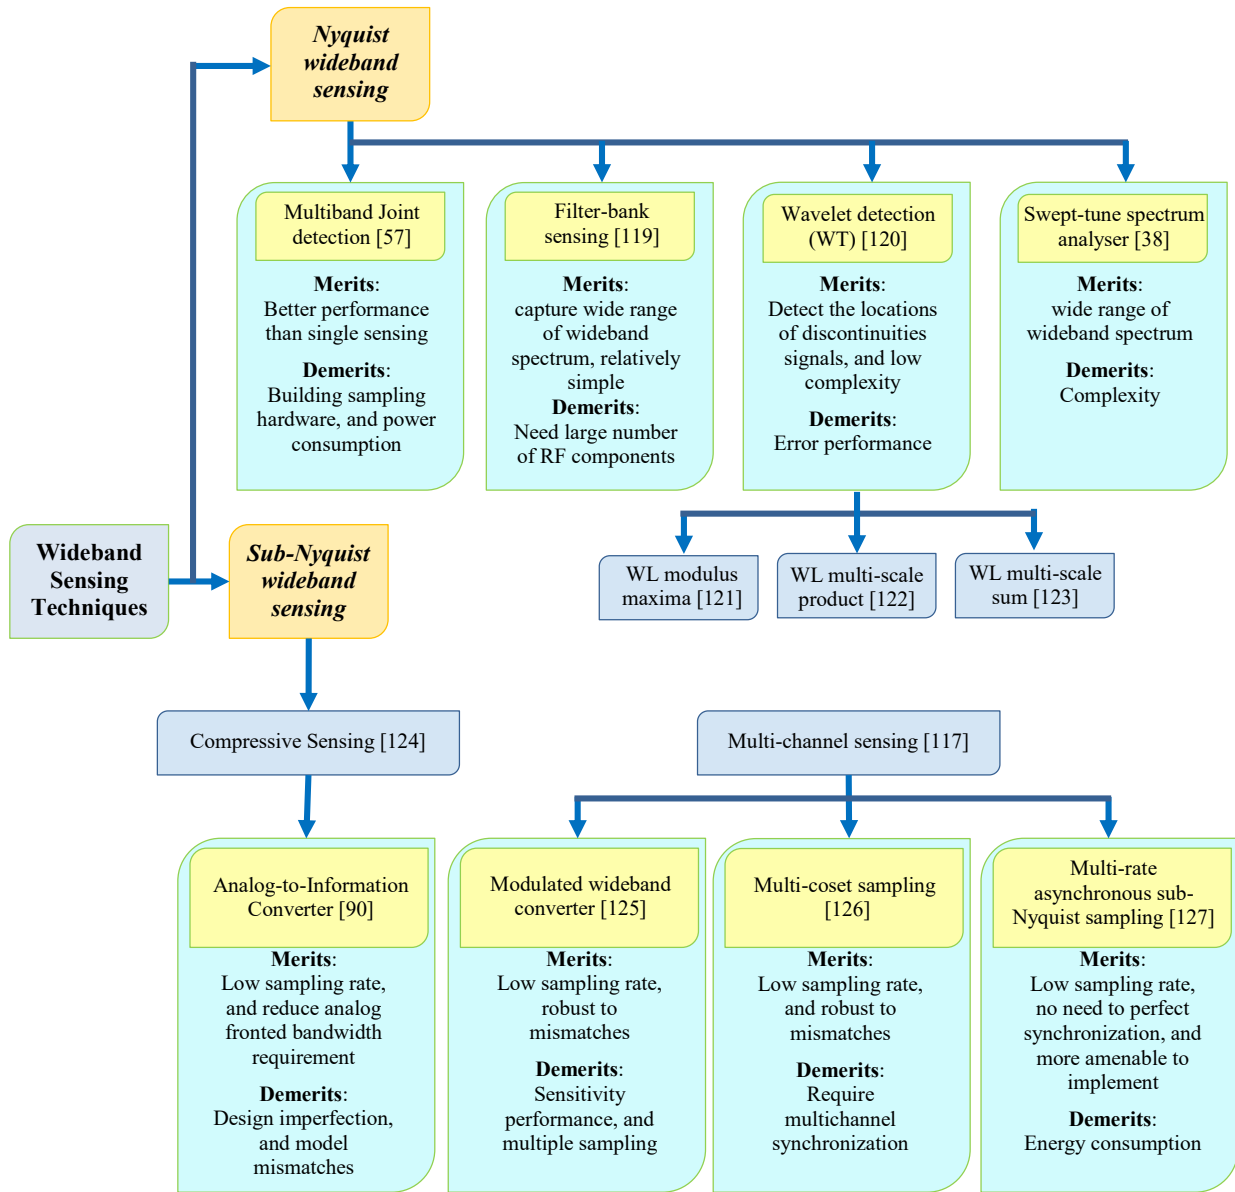 Nyquist
wideband
sensing
Multiband Joint
detection [57]
Merits:
Better performance
than single sensing
Demerits:
Building sampling
hardware, and power
consumption
Filter-bank
sensing [119]
Merits:
capture wide range
of wideband
spectrum, relatively
simple
Demerits:
Need large number
of RF components
Wavelet detection
(WT) [120]
Merits:
Detect the locations
of discontinuities
signals, and low
complexity
Demerits:
Error performance
Swept-tune spectrum
analyser [38]
Merits:
wide range of
wideband spectrum
Demerits:
Complexity
Wideband
Sensing
Techniques
Sub-Nyquist
wideband
sensing
WL modulus
maxima [121]
WL multi-scale
product [122]
WL multi-scale
sum [123]
Compressive Sensing [124]
Multi-channel sensing [117]
Analog-to-Information
Converter [90]
Merits:
Low sampling rate,
and reduce analog
fronted bandwidth
requirement
Demerits:
Design imperfection,
and model
mismatches
Modulated wideband
converter [125]
Merits:
Low sampling rate,
robust to
mismatches
Demerits:
Sensitivity
performance, and
multiple sampling
Multi-coset sampling
[126]
Merits:
Low sampling rate,
and robust to
mismatches
Demerits:
Require
multichannel
synchronization
Multi-rate
asynchronous sub-
Nyquist sampling [127]
Merits:
Low sampling rate,
no need to perfect
synchronization, and
more amenable to
implement
Demerits:
Energy consumption